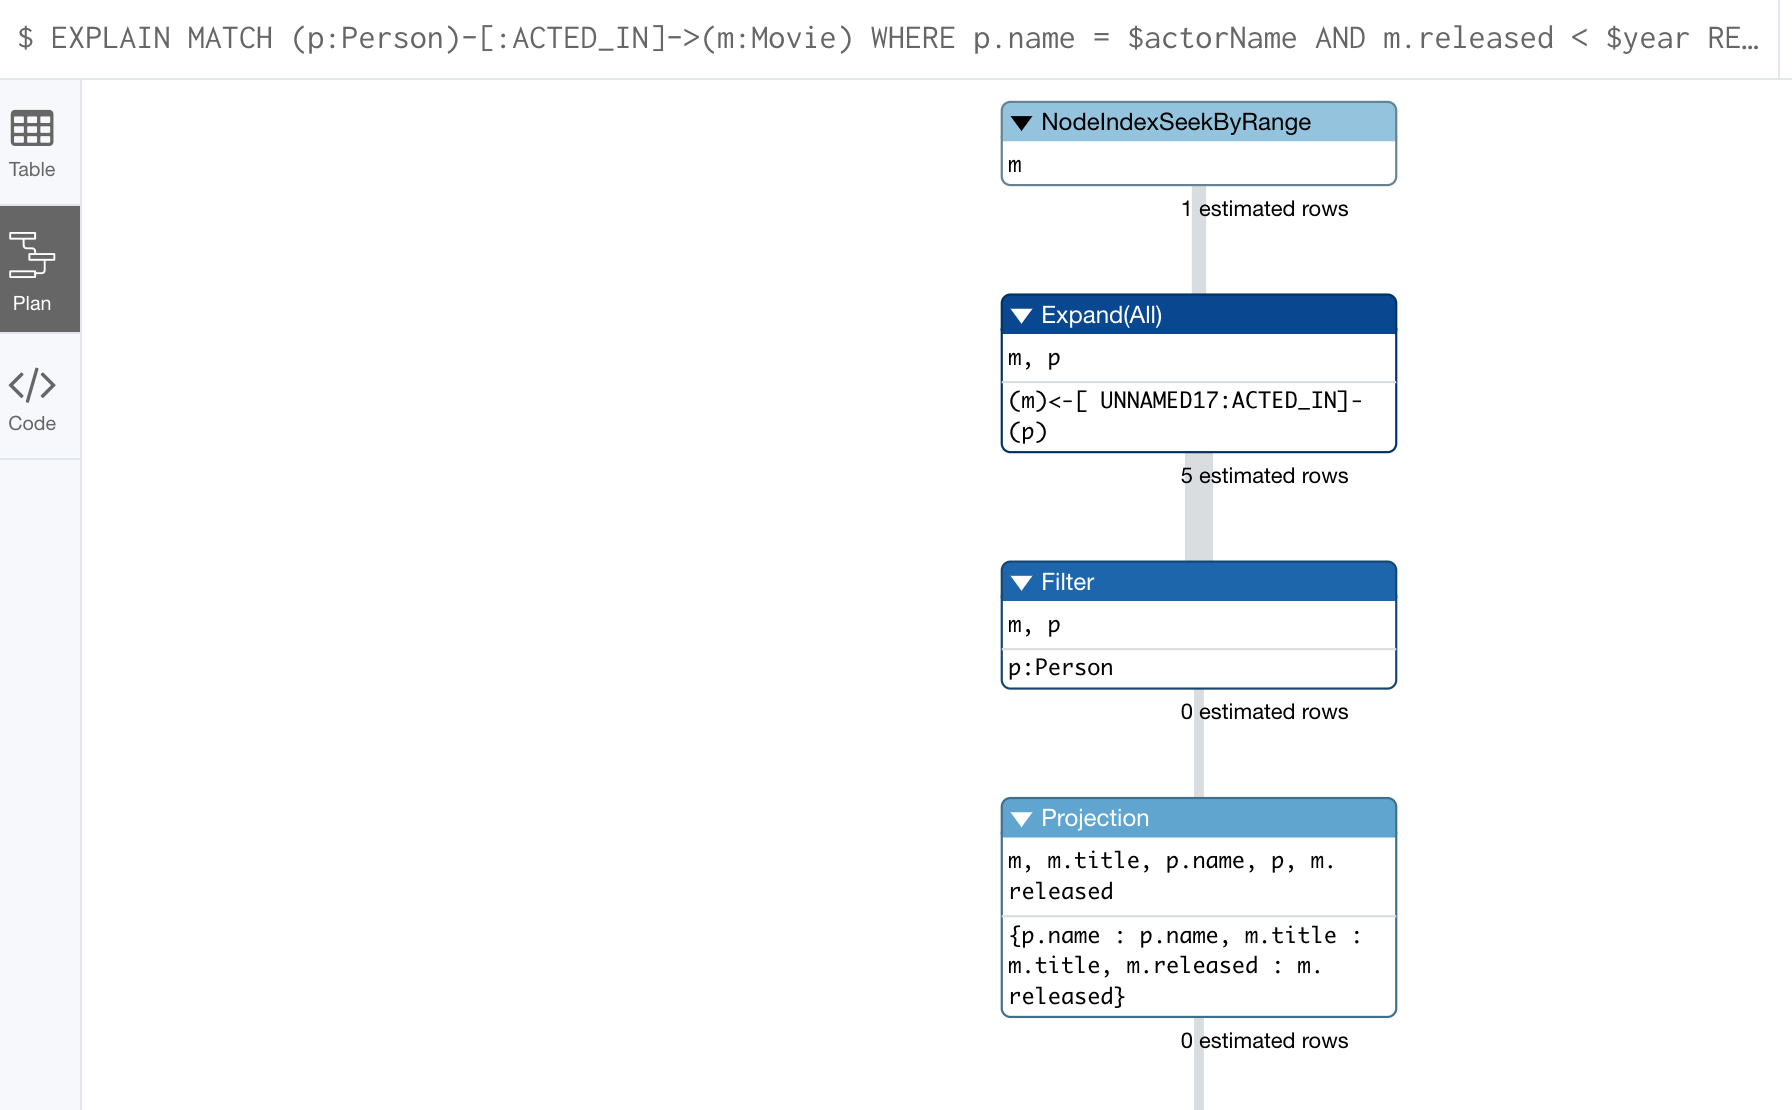 $ EXPLAIN MATCH (p:Person)-[:ACTED_IN]->(m:Movie) WHERE p.name = $actorName AND m.released < $year RE…
Table
Plan
Code
NodeIndexSeekByRange
m
1 estimated rows
Expand(All)
m, p
(m)<-[ UNNAMED17:ACTED_IN]-
(p)
5 estimated rows
Filter
m, p
p:Person
0 estimated rows
Projection
m, m.title, p.name, p, m.
released
{p.name : p.name, m.title :
m.title, m.released : m.
released}
0 estimated rows